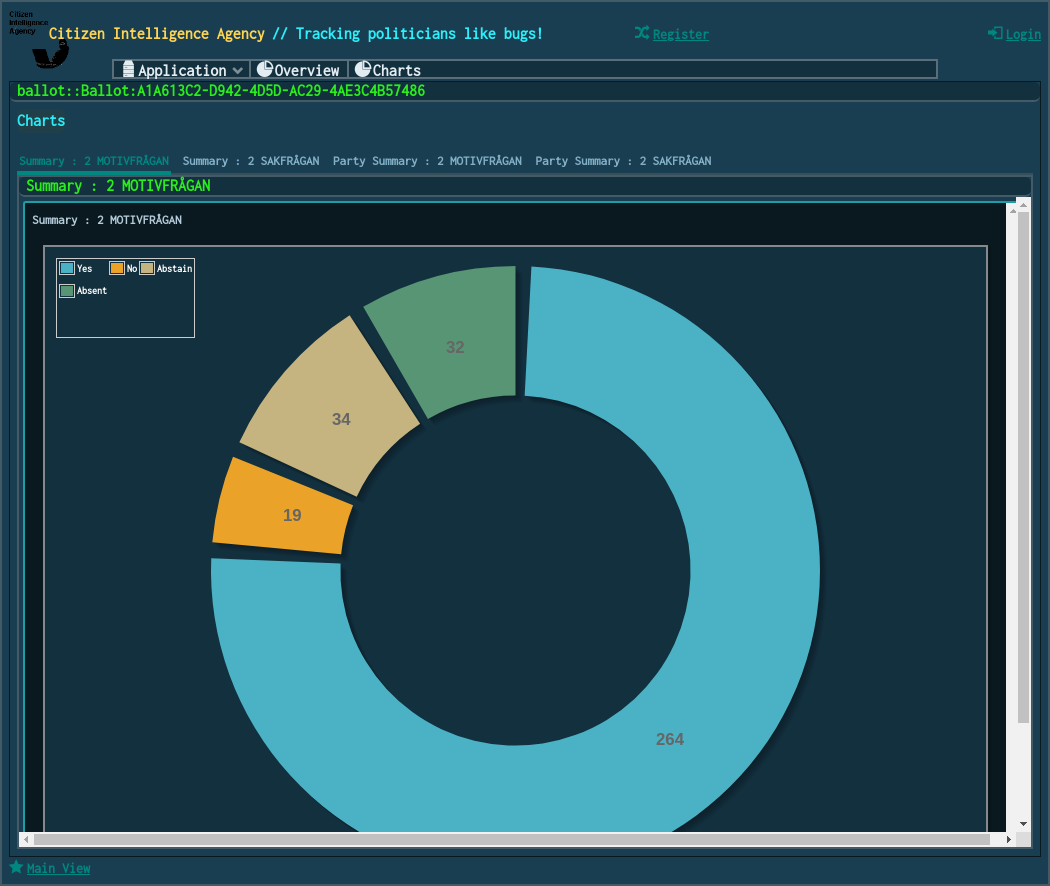 Citizen
Intelligence
Agency
Citizen Intelligence Agency // Tracking politicians like bugs!
Register
Login
Application
Overview
Charts
ballot::Ballot:A1A613C2-D942-4D5D-AC29-4AE3C4B57486
Charts
Summary : 2 MOTIVFRÅGAN
Summary : 2 SAKFRÅGAN
Party Summary : 2 MOTIVFRÅGAN
Party Summary : 2 SAKFRÅGAN
Summary : 2 MOTIVFRÅGAN
Summary : 2 MOTIVFRÅGAN
Yes
No
Abstain
Absent
32
34
19
264
Main View